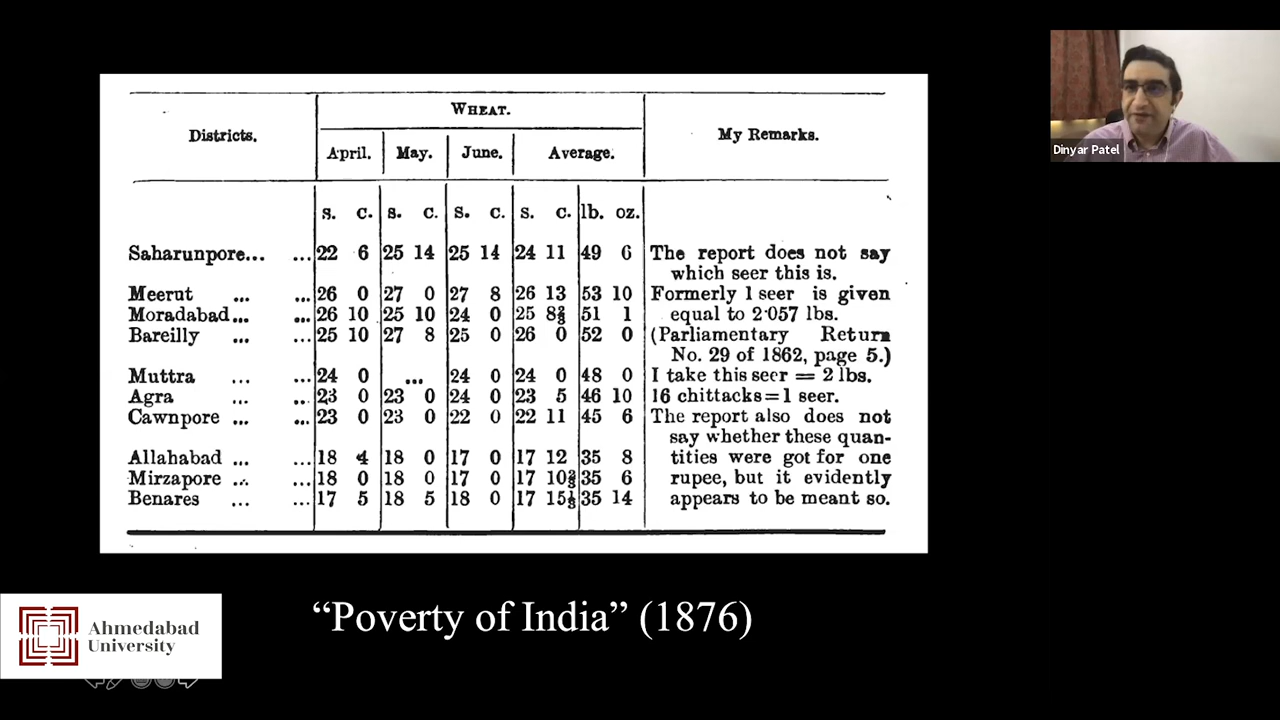 WHEAT.
Districts. My Remarks.
April. May. June. Average.
s. c. s. c. s. c. s. c. lb. oz.
Saharunpore... ... 22 6 25 14 25 14 24 11 49 6 The report does not say
which seer this is.
Meerut ... ... 26 0 27 0 27 8 26 13 53 10 Formerly 1 seer is given
Moradabad... ... 26 10 25 10 24 0 25 8⅔ 51 1 equal to 2·057 lbs.
Bareilly ... ... 25 10 27 8 25 0 26 0 52 0 (Parliamentary Return
No. 29 of 1862, page 5.)
Muttra ... ... 24 0 ... 24 0 24 0 48 0 I take this seer = 2 lbs.
Agra ... ... 23 0 23 0 24 0 23 5 46 10 16 chittacks=1 seer.
Cawnpore ... ... 23 0 23 0 22 0 22 11 45 6 The report also does not
say whether these quan-
Allahabad ... ... 18 4 18 0 17 0 17 12 35 8 tities were got for one
Mirzapore ... ... 18 0 18 0 17 0 17 10⅔ 35 6 rupee, but it evidently
Benares ... ... 17 5 18 5 18 0 17 15⅓ 35 14 appears to be meant so.
“Poverty of India” (1876)
Ahmedabad
University
Dinyar Patel